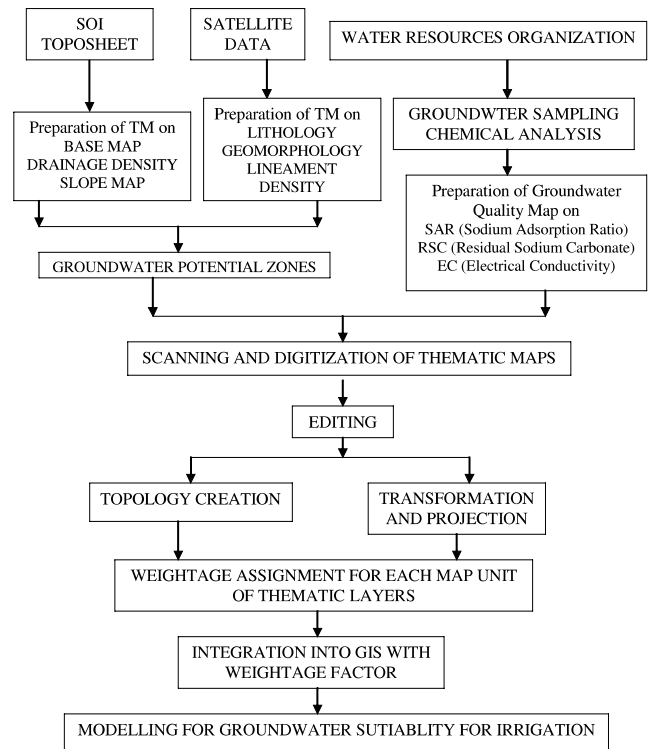 SOI
TOPOSHEET
SATELLITE
DATA
WATER RESOURCES ORGANIZATION
Preparation of TM on
BASE MAP
DRAINAGE DENSITY
SLOPE MAP
Preparation of TM on
LITHOLOGY
GEOMORPHOLOGY
LINEAMENT
DENSITY
GROUNDWTER SAMPLING
CHEMICAL ANALYSIS
Preparation of Groundwater
Quality Map on
SAR (Sodium Adsorption Ratio)
RSC (Residual Sodium Carbonate)
EC (Electrical Conductivity)
GROUNDWATER POTENTIAL ZONES
SCANNING AND DIGITIZATION OF THEMATIC MAPS
EDITING
TOPOLOGY CREATION
TRANSFORMATION
AND PROJECTION
WEIGHTAGE ASSIGNMENT FOR EACH MAP UNIT
OF THEMATIC LAYERS
INTEGRATION INTO GIS WITH
WEIGHTAGE FACTOR
MODELLING FOR GROUNDWATER SUTIABLITY FOR IRRIGATION